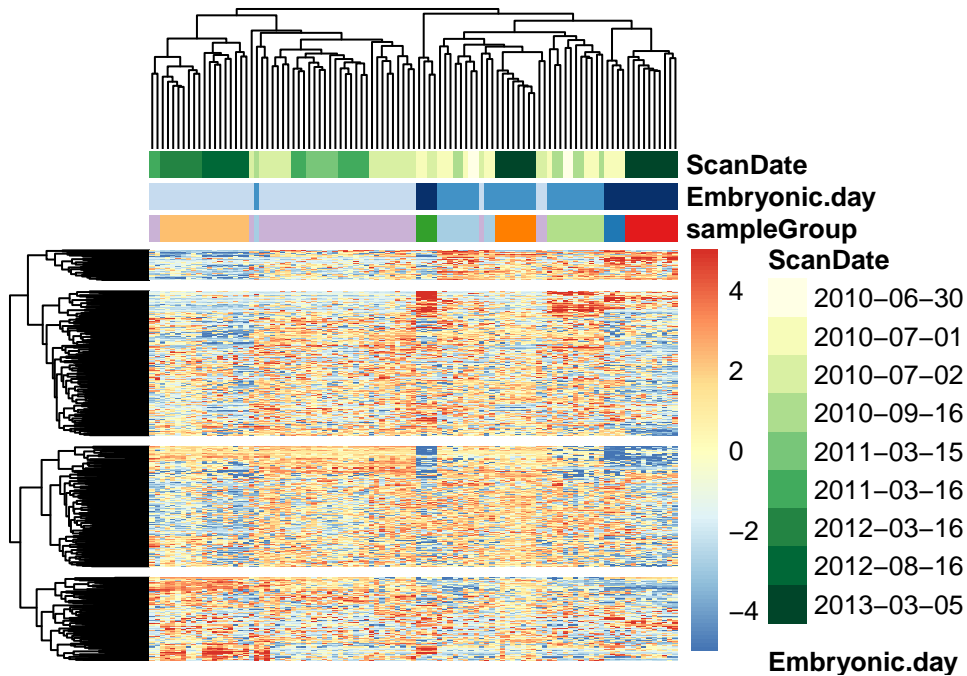 ScanDate
Embryonic.day
sampleGroup
4
2
0
−2
−4
ScanDate
2010−06−30
2010−07−01
2010−07−02
2010−09−16
2011−03−15
2011−03−16
2012−03−16
2012−08−16
2013−03−05
Embryonic.day